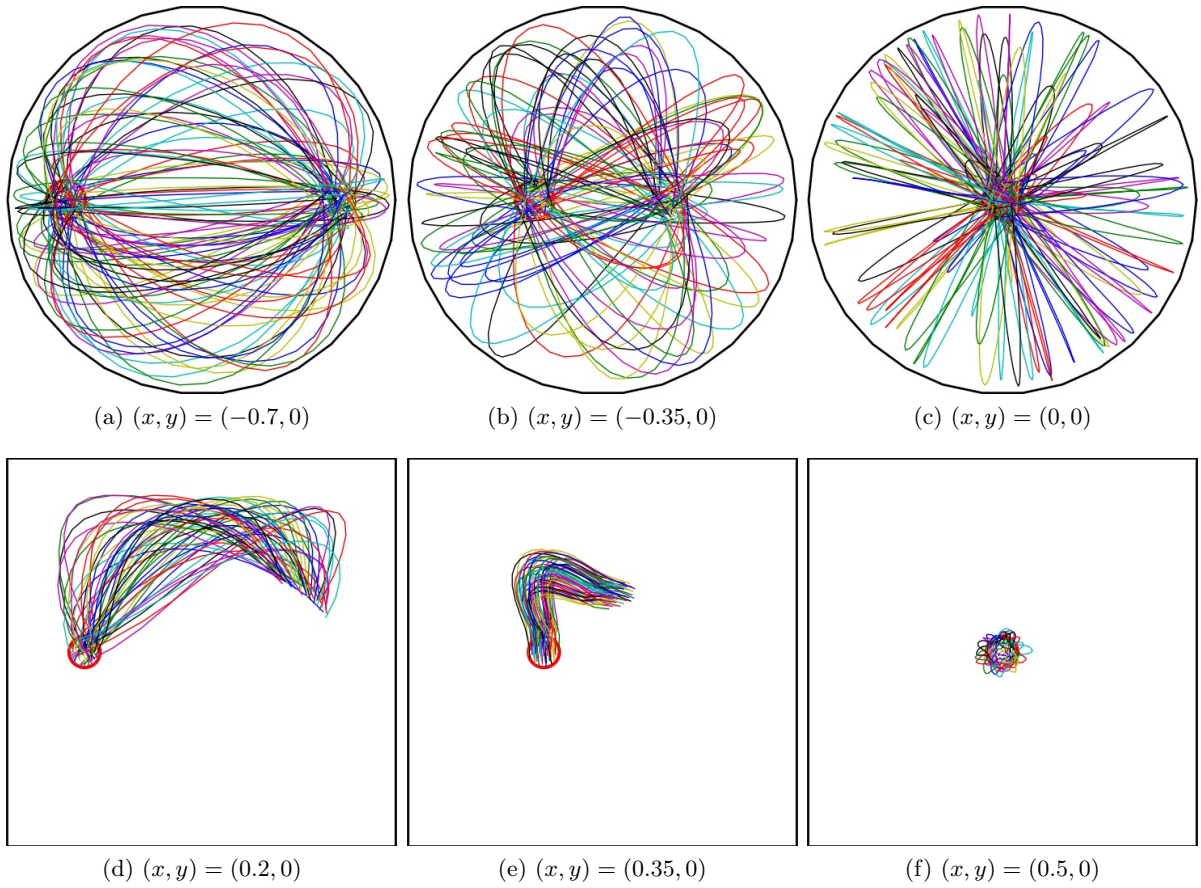 (a) (x, y) = (−0.7, 0)
(b) (x, y) = (−0.35, 0)
(c) (x, y) = (0, 0)
(d) (x, y) = (0.2, 0)
(e) (x, y) = (0.35, 0)
(f) (x, y) = (0.5, 0)